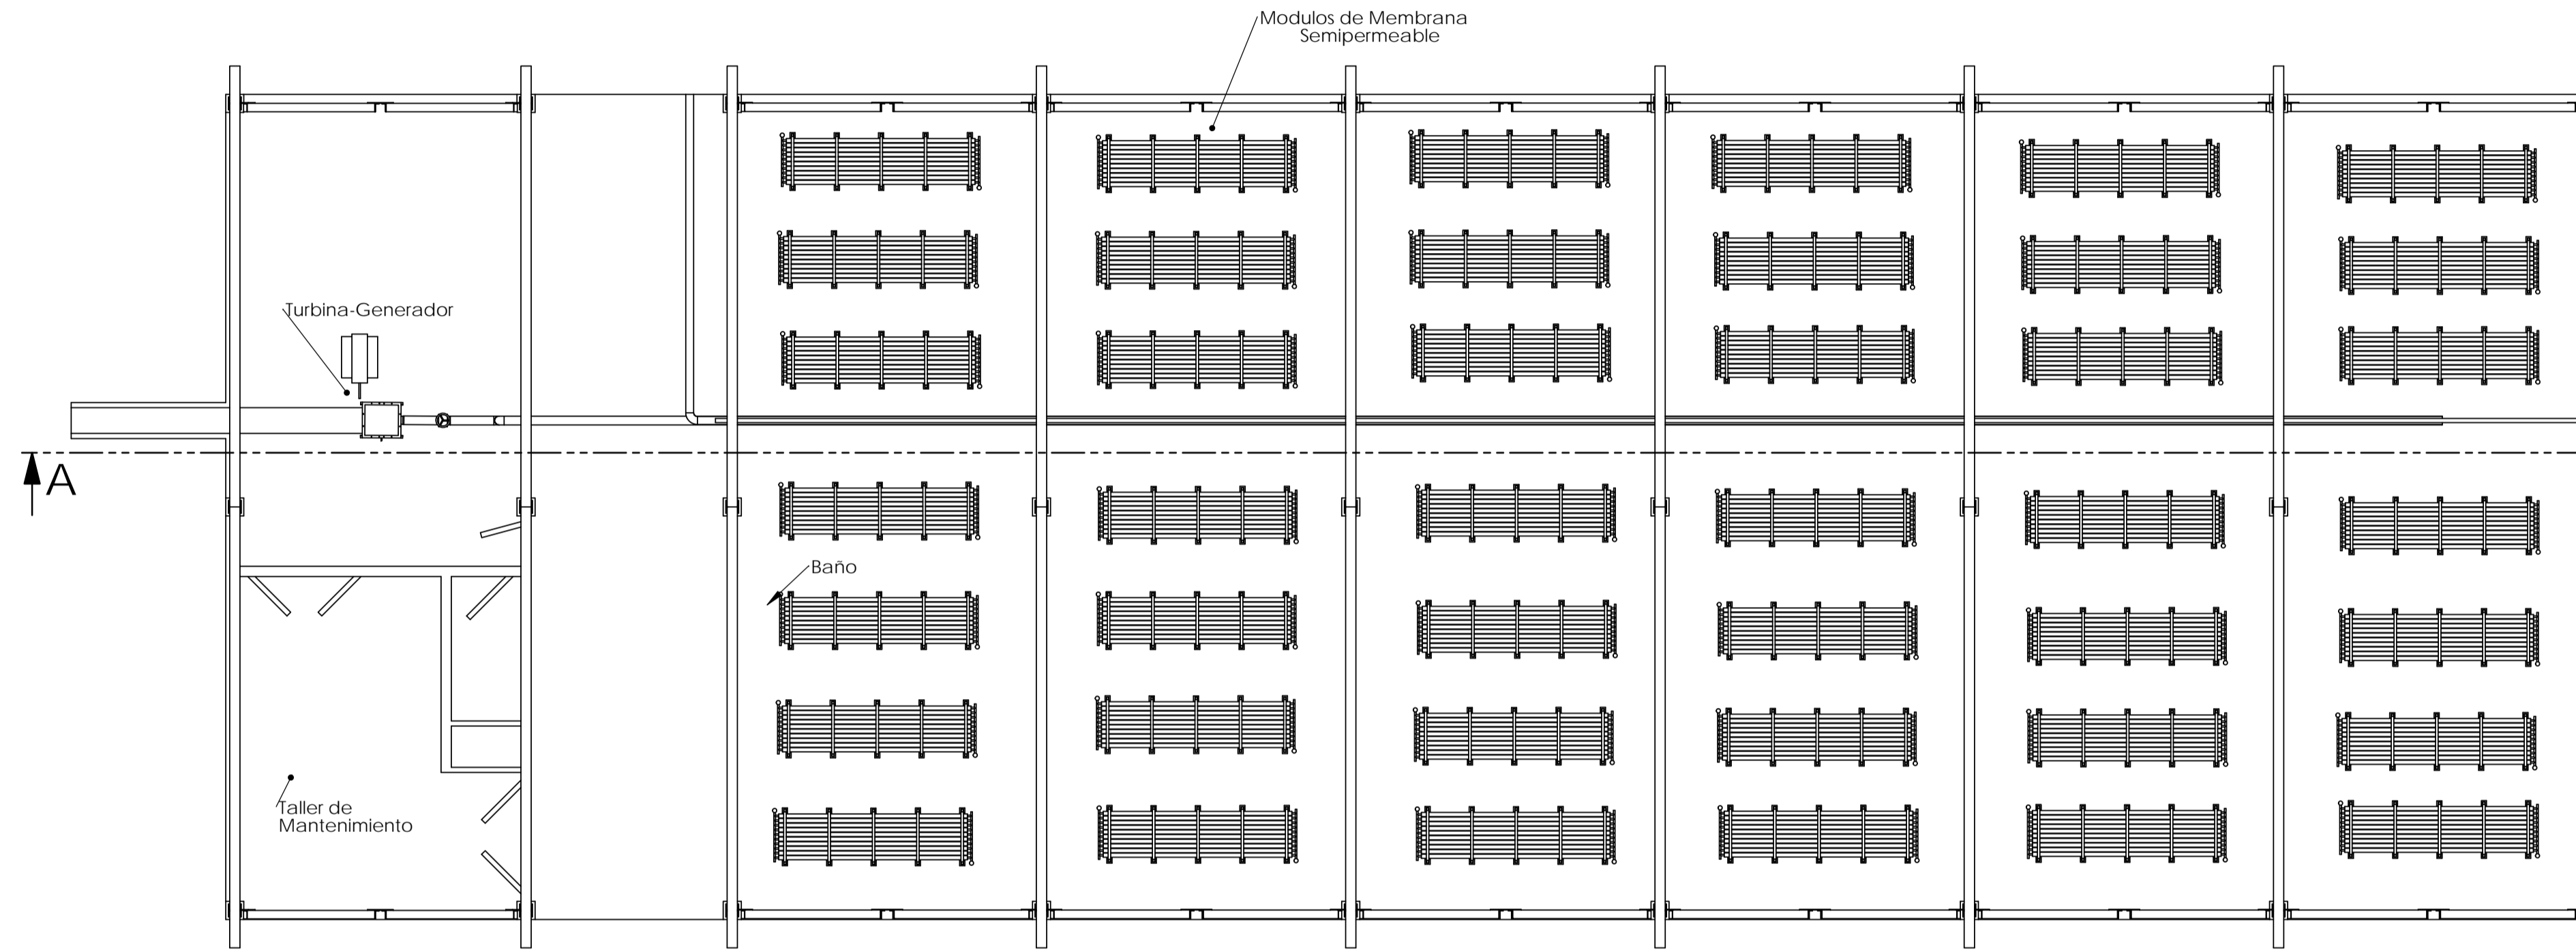 Modulos de Membrana
Semipermeable
Turbina-Generador
A
Baño
Taller de
Mantenimiento